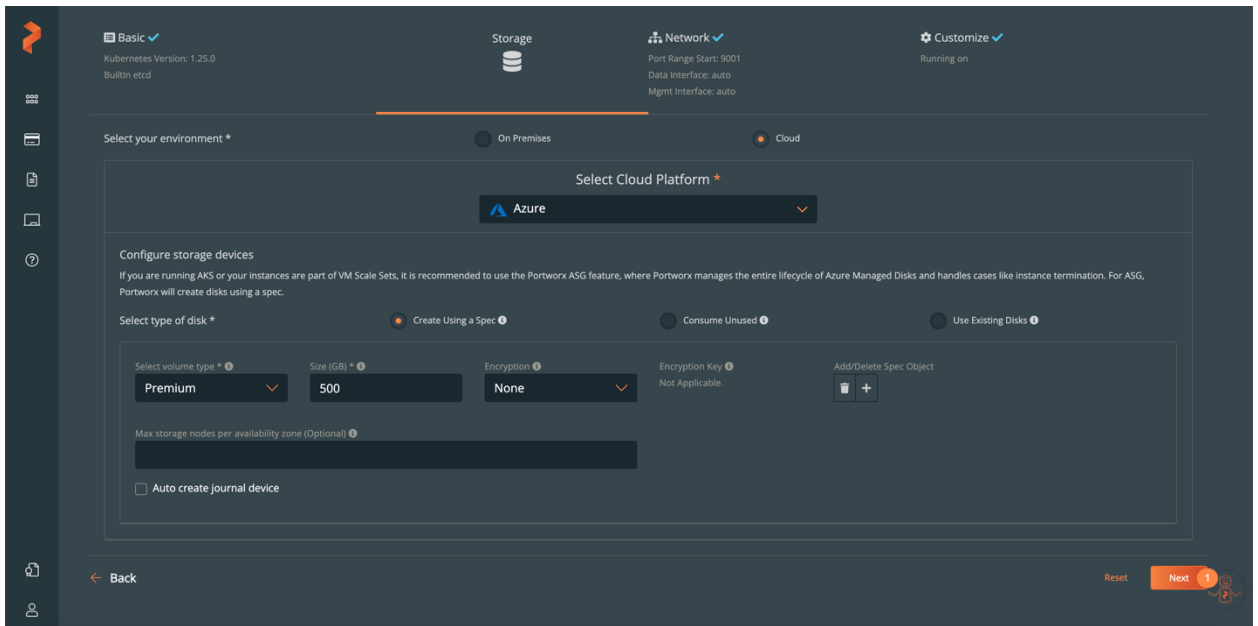 Basic
Kubernetes Version: 1.25.0
Builtin etcd
Storage
Network
Port Range Start: 9001
Data Interface: auto
Mgmt Interface: auto
Customize
Running on
Select your environment *
On Premises
Cloud
Select Cloud Platform *
Azure
Configure storage devices
If you are running AKS or your instances are part of VM Scale Sets, it is recommended to use the Portworx ASG feature, where Portworx manages the entire lifecycle of Azure Managed Disks and handles cases like instance termination. For ASG,
Portworx will create disks using a spec.
Select type of disk *
Create Using a Spec
Consume Unused
Use Existing Disks
Select volume type *
Size (GB) *
Encryption
Encryption Key
Add/Delete Spec Object
Premium
500
None
Not Applicable.
Max storage nodes per availability zone (Optional)
Auto create journal device
Back
Reset
Next
1